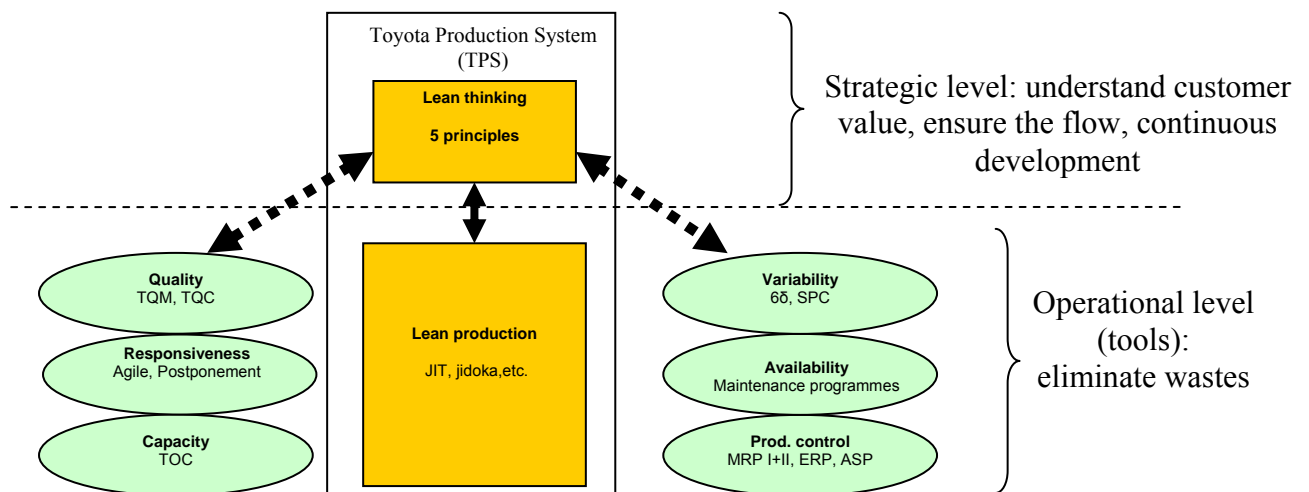 Toyota Production System
(TPS)
Lean thinking
5 principles
Strategic level: understand customer
value, ensure the flow, continuous
development
Quality
TQM, TQC
Responsiveness
Agile, Postponement
Capacity
TOC
Lean production
JIT, jidoka,etc.
Variability
6δ, SPC
Availability
Maintenance programmes
Prod. control
MRP I+II, ERP, ASP
Operational level
(tools):
eliminate wastes